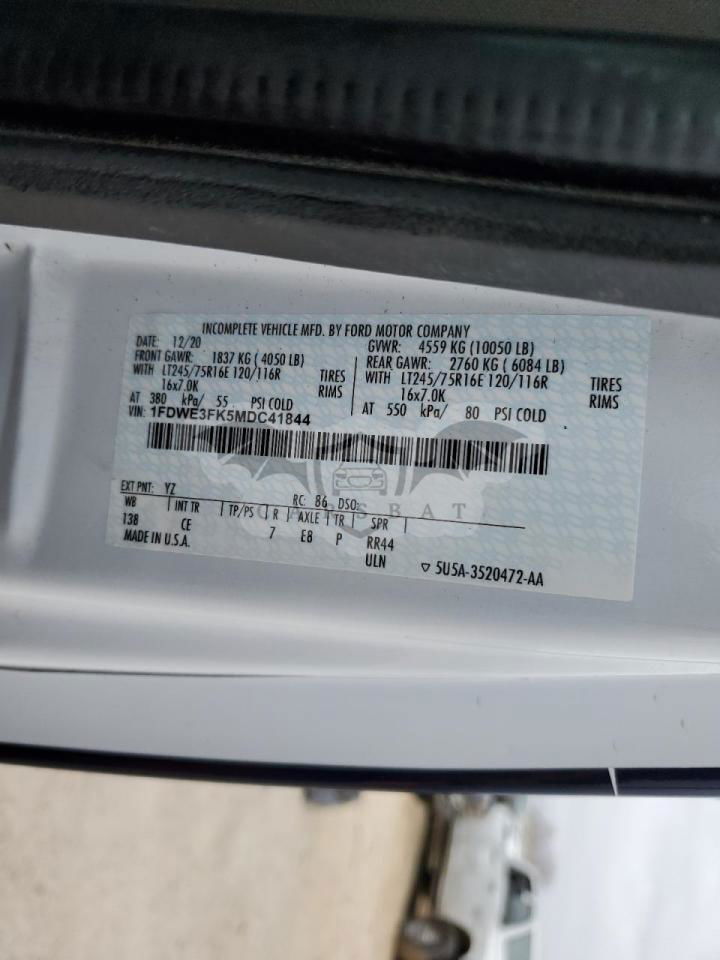 INCOMPLETE VEHICLE MFD. BY FORD MOTOR COMPANY
DATE: 12/20 GVWR: 4559 KG (10050 LB)
FRONT GAWR: 1837 KG ( 4050 LB) REAR GAWR: 2760 KG ( 6084 LB)
WITH LT245/75R16E 120/116R TIRES WITH LT245/75R16E 120/116R TIRES
16x7.0K RIMS 16x7.0K RIMS
AT 380 kPa/ 55 PSI COLD AT 550 kPa/ 80 PSI COLD
VIN: 1FDWE3FK5MDC41844
EXT PNT: YZ RC: 86 DSO:
WB INT TR TP/PS R AXLE TR SPR
138 CE 7 E8 P RR44
MADE IN U.S.A. ULN ▽ 5U5A-3520472-AA
CARSBAT